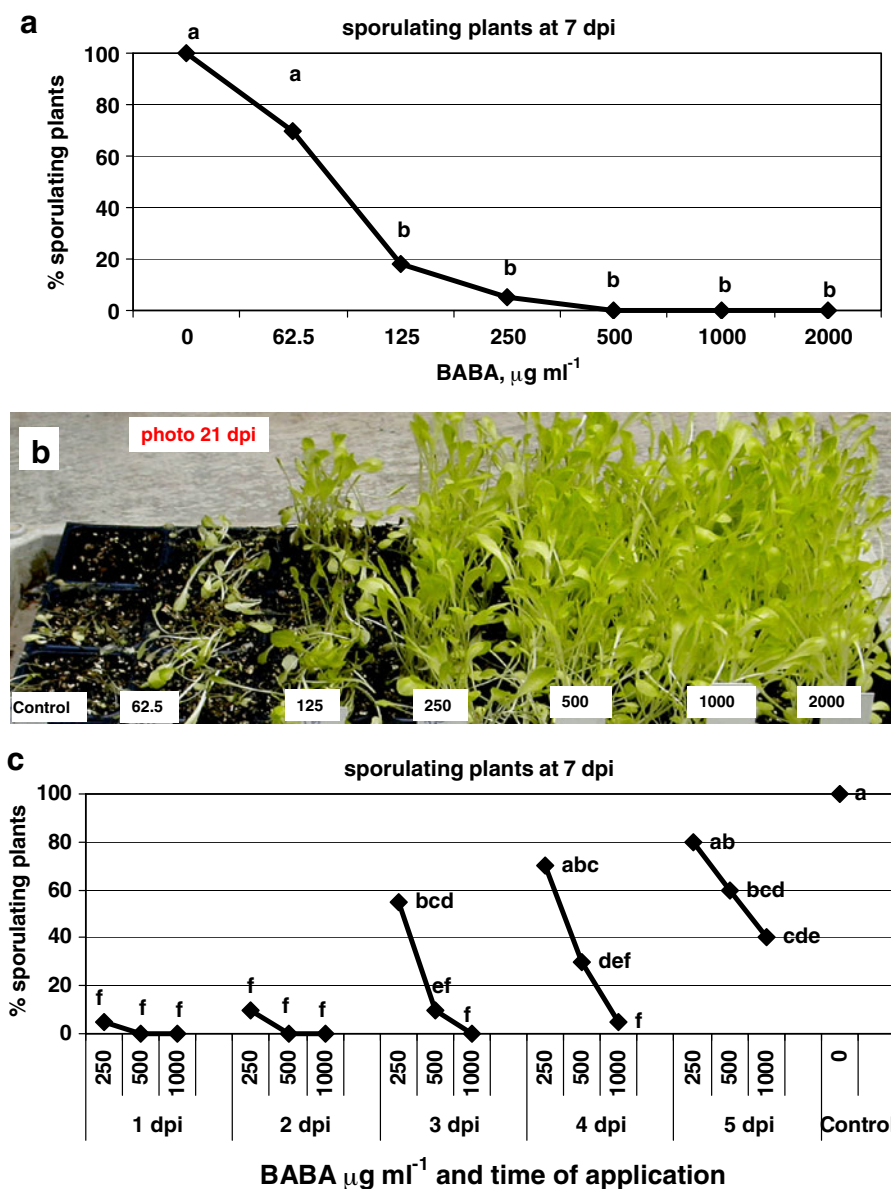 a
sporulating plants at 7 dpi
% sporulating plants
100
80
60
40
20
0
a
a
b
b
b
b
b
0 62.5 125 250 500 1000 2000
BABA, µg ml⁻¹
b
photo 21 dpi
Control 62.5 125 250 500 1000 2000
c
sporulating plants at 7 dpi
% sporulating plants
100
80
60
40
20
0
f f f
f f f
bcd
ef
f
abc
def
f
ab
bcd
cde
a
250 500 1000 250 500 1000 250 500 1000 250 500 1000 250 500 1000 0
1 dpi 2 dpi 3 dpi 4 dpi 5 dpi Control
BABA µg ml⁻¹ and time of application